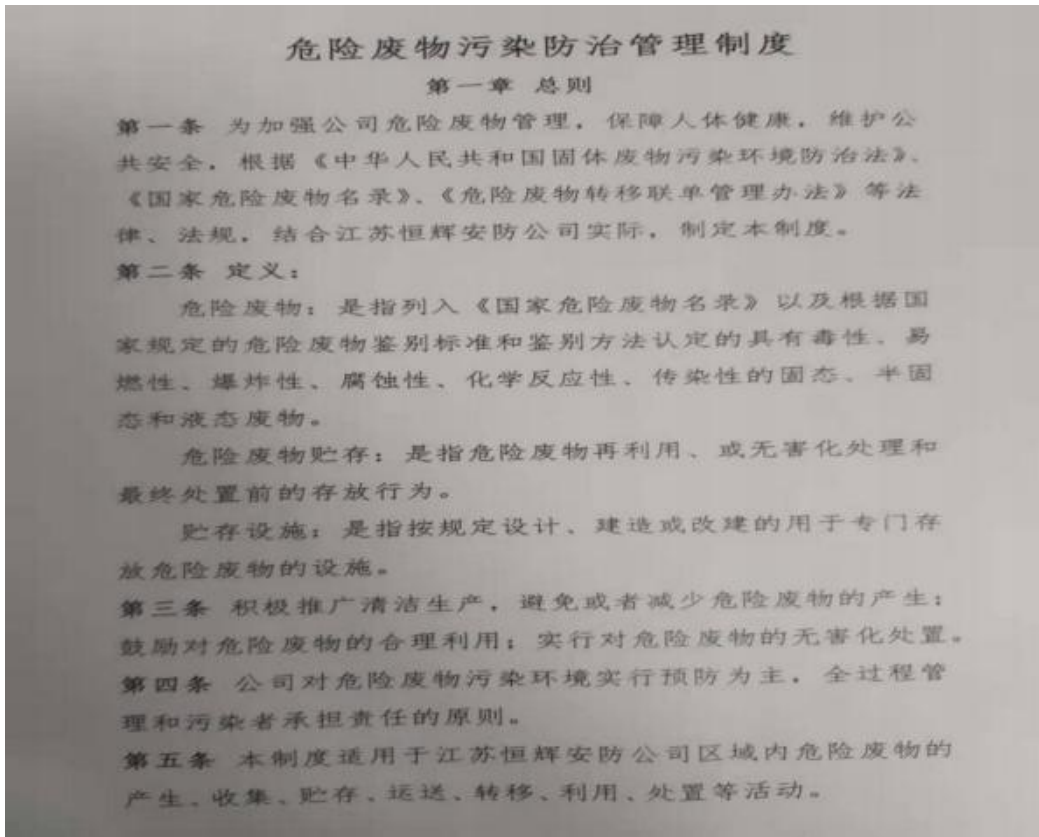 危险废物污染防治管理制度
第一章 总则
第一条 为加强公司危险废物管理，保障人体健康，维护公
共安全，根据《中华人民共和国固体废物污染环境防治法》、
《国家危险废物名录》、《危险废物转移联单管理办法》等法
律、法规，结合江苏恒辉安防公司实际，制定本制度。
第二条 定义：
危险废物：是指列入《国家危险废物名录》以及根据国
家规定的危险废物鉴别标准和鉴别方法认定的具有毒性、易
燃性、爆炸性、腐蚀性、化学反应性、传染性的固态、半固
态和液态废物。
危险废物贮存：是指危险废物再利用、或无害化处理和
最终处置前的存放行为。
贮存设施：是指按规定设计、建造或改建的用于专门存
放危险废物的设施。
第三条 积极推广清洁生产，避免或者减少危险废物的产生；
鼓励对危险废物的合理利用；实行对危险废物的无害化处置。
第四条 公司对危险废物污染环境实行预防为主，全过程管
理和污染者承担责任的原则。
第五条 本制度适用于江苏恒辉安防公司区域内危险废物的
产生、收集、贮存、运送、转移、利用、处置等活动。